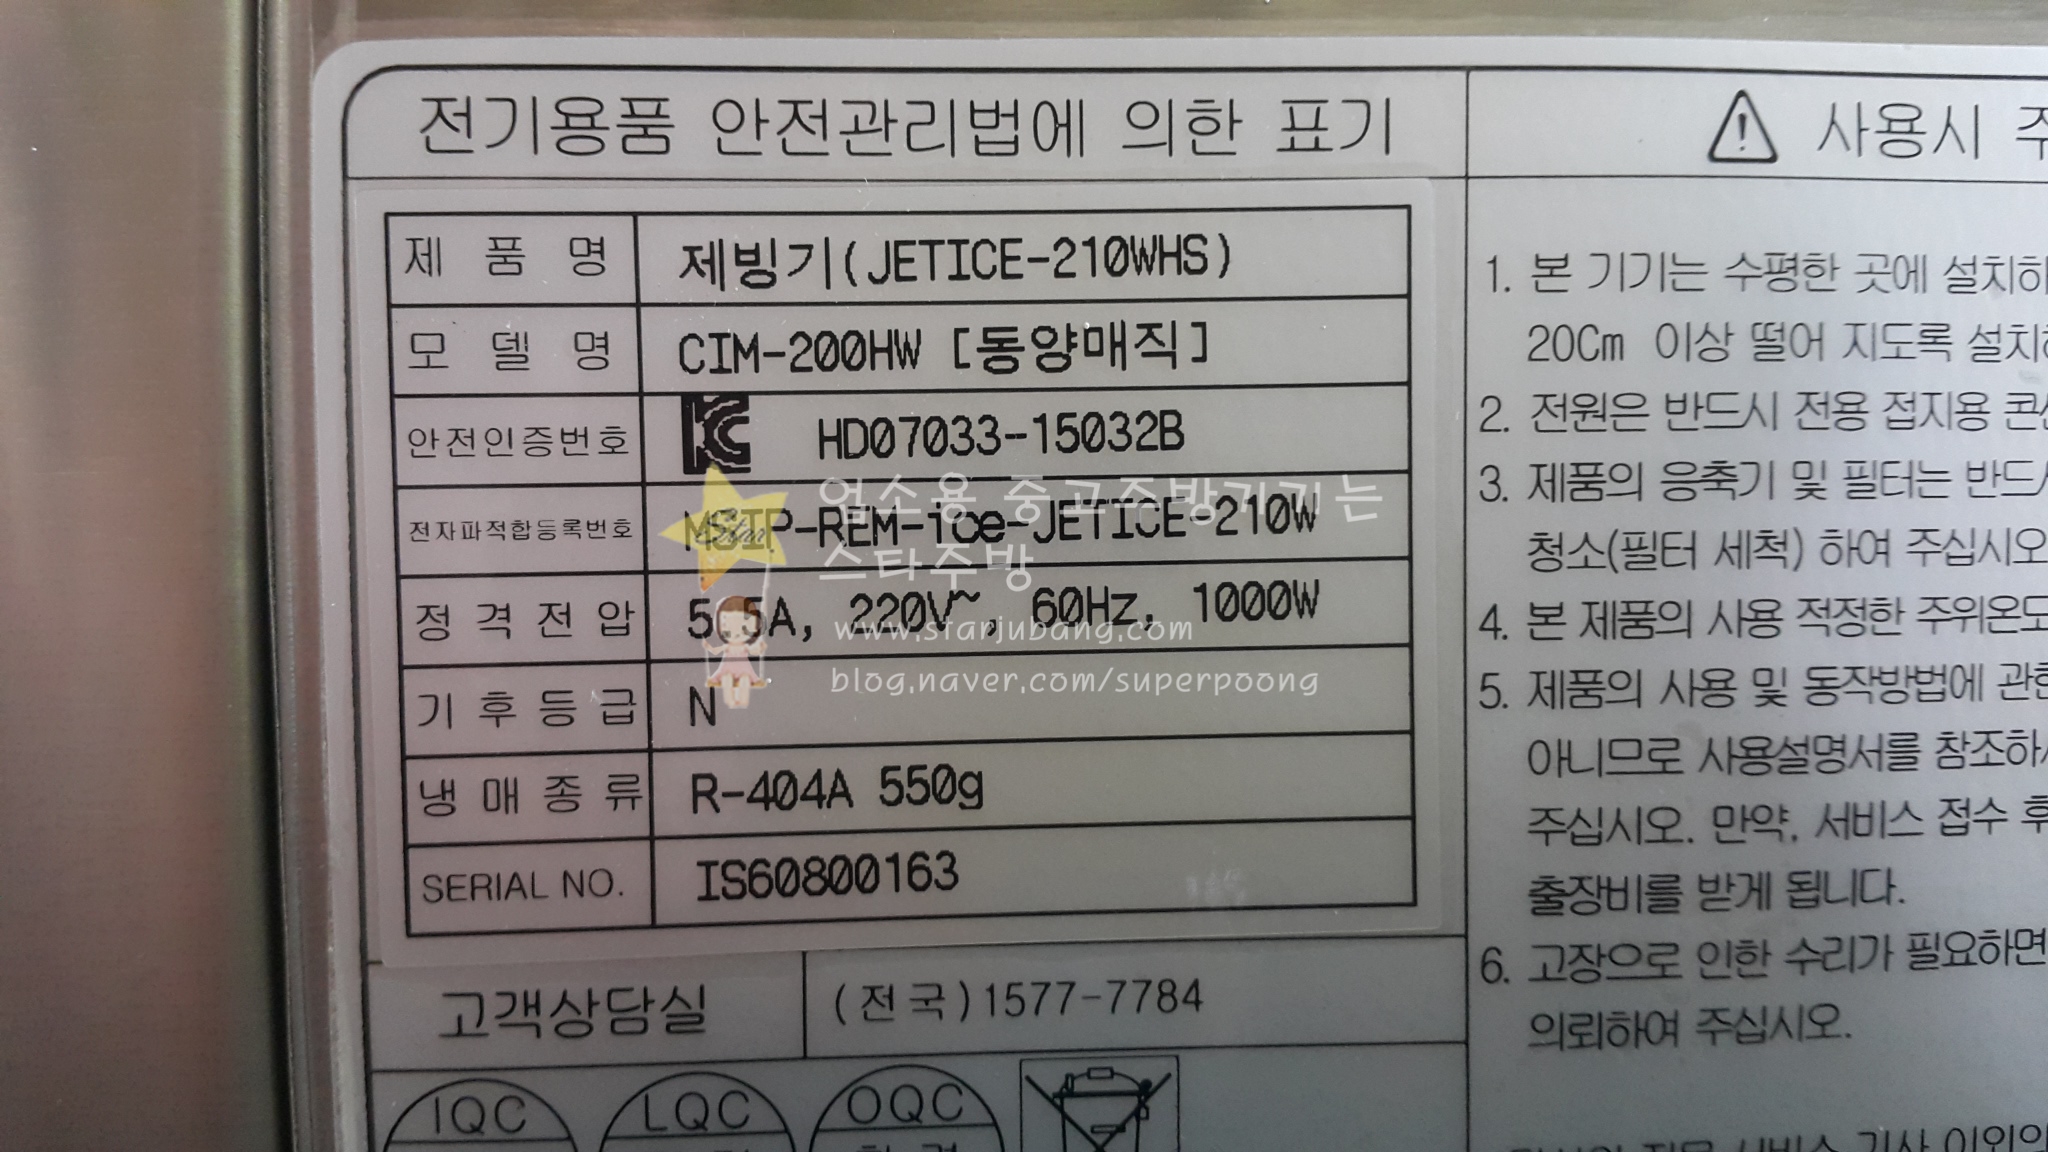 전기용품 안전관리법에 의한 표기
제 품 명 제빙기(JETICE-210WHS)
모 델 명 CIM-200HW [동양매직]
안전인증번호 HD07033-15032B
전자파적합등록번호 MSIP-REM-ice-JETICE-210W
정 격 전 압 5.5A, 220V~, 60Hz, 1000W
기 후 등 급 N
냉 매 종 류 R-404A 550g
SERIAL NO. IS60800163
고객상담실 (전국)1577-7784
IQC LQC OQC
Star
업소용 중고주방기기는
스타주방
www.starjubang.com
blog.naver.com/superpoong
사용시
1. 본 기기는 수평한 곳에 설치하
20Cm 이상 떨어 지도록 설치하
2. 전원은 반드시 전용 접지용
3. 제품의 응축기 및 필터는 반드시
청소(필터 세척) 하여 주십시오
4. 본 제품의 사용 적정한 주위온도
5. 제품의 사용 및 동작방법에 관한
아니므로 사용설명서를 참조하
주십시오. 만약, 서비스 접수 후
출장비를 받게 됩니다.
6. 고장으로 인한 수리가 필요하면
의뢰하여 주십시오.